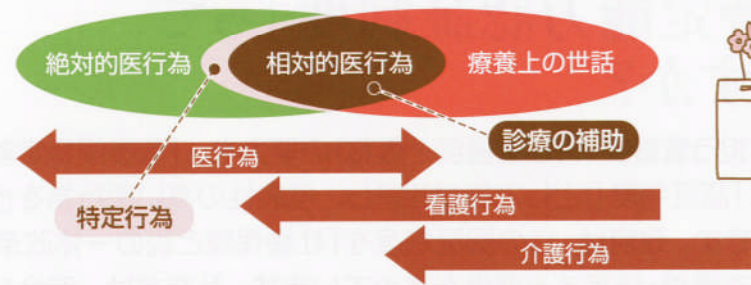 絶対的医行為
相対的医行為
療養上の世話
診療の補助
医行為
特定行為
看護行為
介護行為